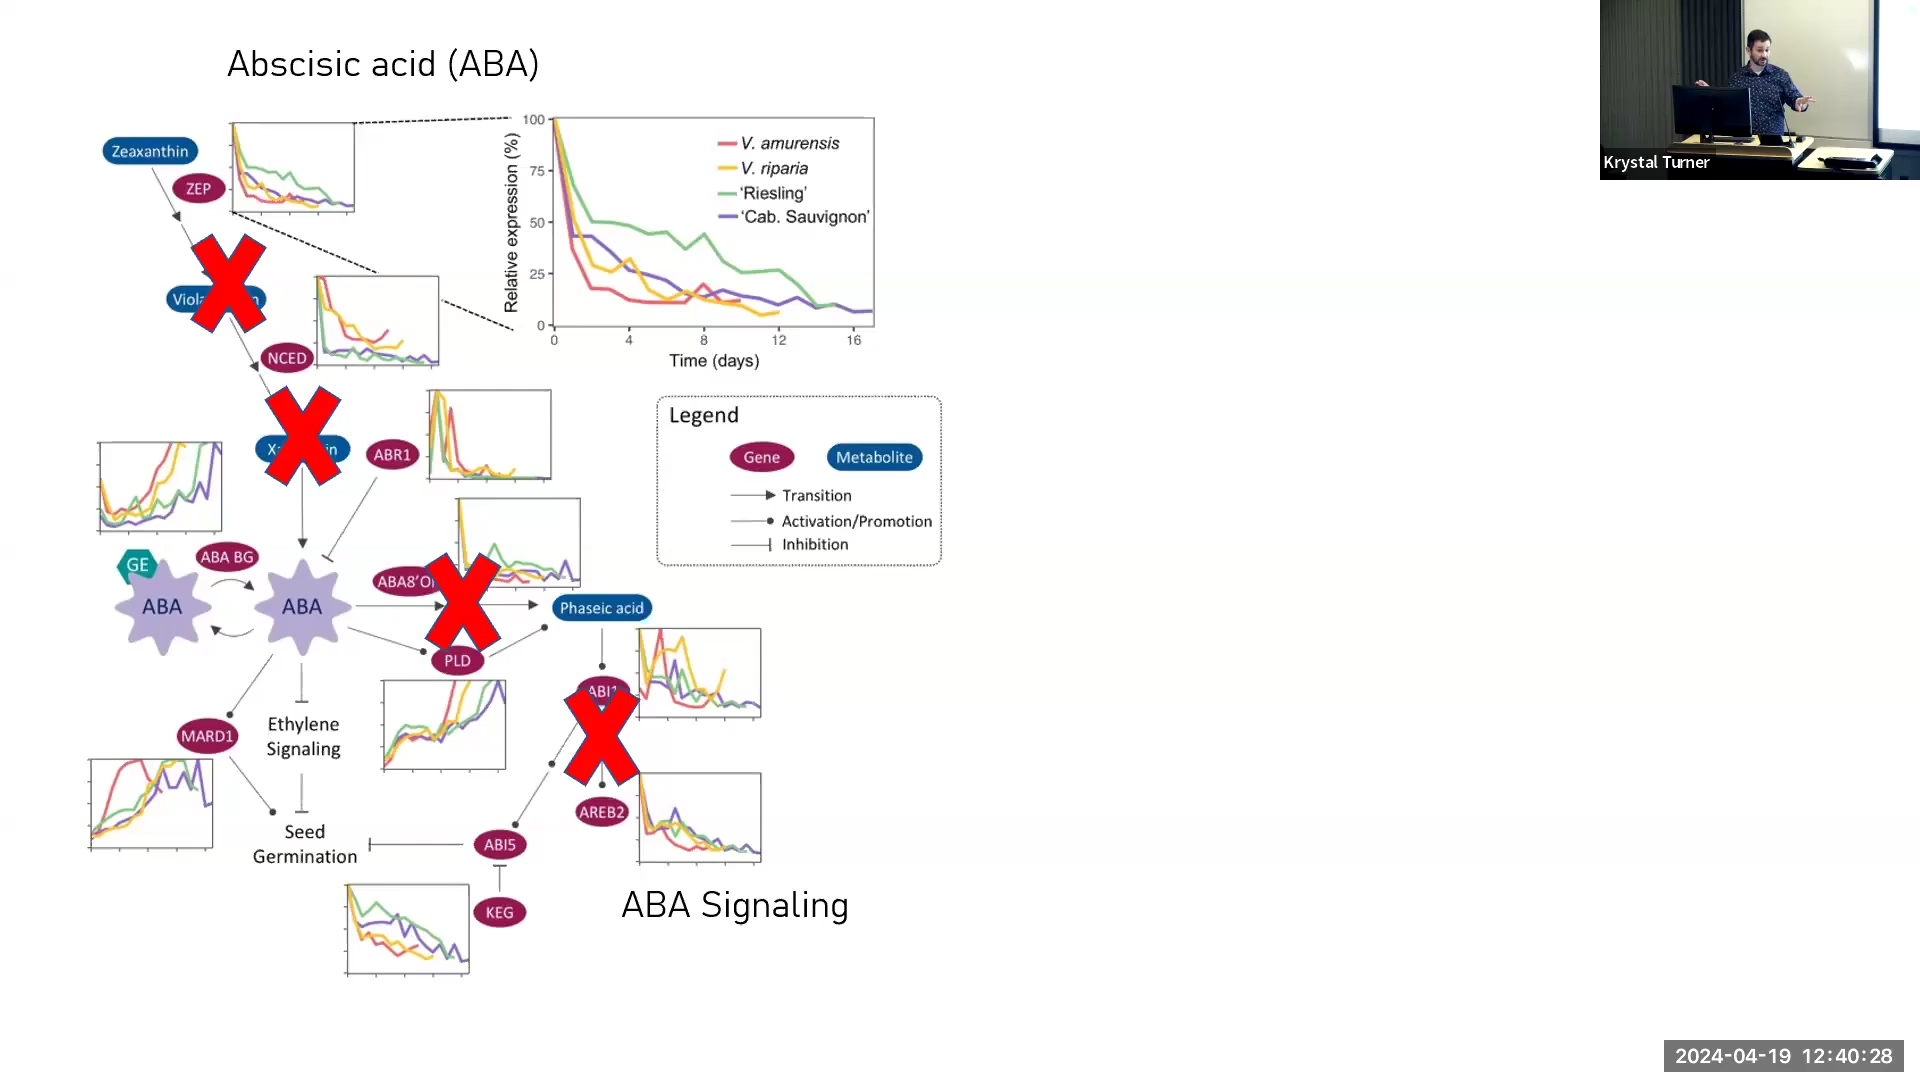 Abscisic acid (ABA)
Zeaxanthin
ZEP
NCED
ABR1
100
75
50
25
0
Relative expression (%)
V. amurensis
V. riparia
‘Riesling’
‘Cab. Sauvignon’
0 4 8 12 16
Time (days)
Legend
Gene
Metabolite
Transition
Activation/Promotion
Inhibition
GE
ABA BG
ABA
ABA
Phaseic acid
PLD
ABI1
MARD1
Ethylene
Signaling
AREB2
Seed
Germination
ABI5
KEG
ABA Signaling
Krystal Turner
2024-04-19 12:40:28